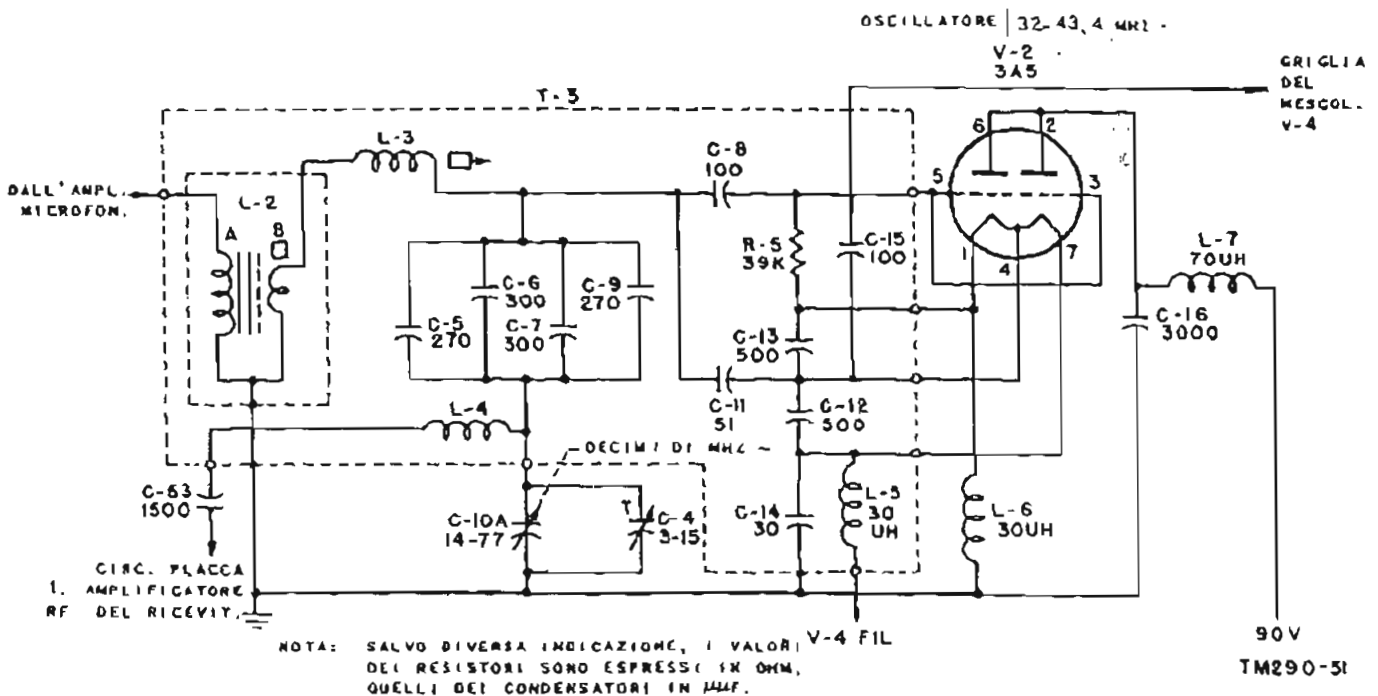 OSCILLATORE 32-43,4 MHZ.
V-2
3A5
GRIGLIA
DEL
MESCOL.
V-4
T-3
L-3
C-8
100
6
2
5
3
1
4
7
DALL'AMPL.
MICROFON.
L-2
A
B
R-5
39K
C-15
100
L-7
70UH
C-6
300
C-9
270
C-5
270
C-7
300
C-13
500
C-16
3000
C-11
51
C-12
500
L-4
DECIMI DI MHZ
C-53
1500
C-10A
14-77
T
C-4
3-15
C-14
30
L-5
30
UH
L-6
30UH
CIRC. PLACCA
1. AMPLIFICATORE
RF DEL RICEVIT.
V-4 FIL
90V
TM290-51
NOTA: SALVO DIVERSA INDICAZIONE, I VALORI
DEI RESISTORI SONO ESPRESSI IN OHM,
QUELLI DEI CONDENSATORI IN µµF.